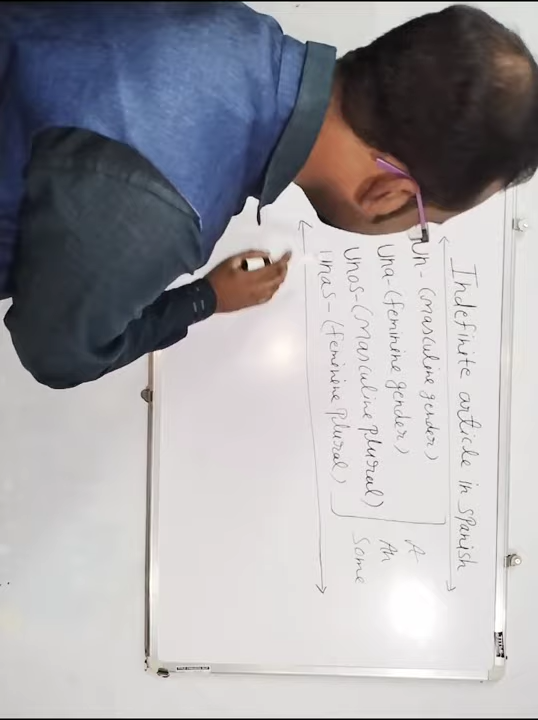 Indefinite article in spanish
Un - (masculine gender)
Una - (feminine gender)
Unos - (Masculine plural)
Unas - (feminine plural)
A
An
Some